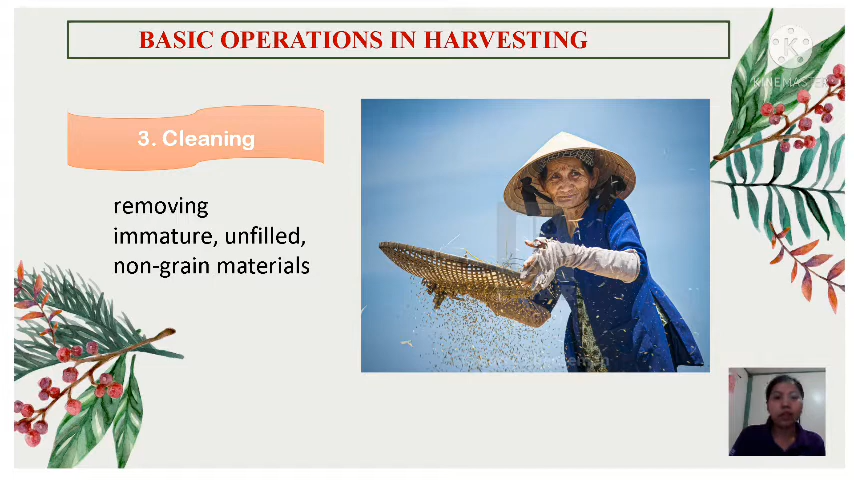 BASIC OPERATIONS IN HARVESTING
K
KINEMASTER
3. Cleaning
removing
immature, unfilled,
non-grain materials